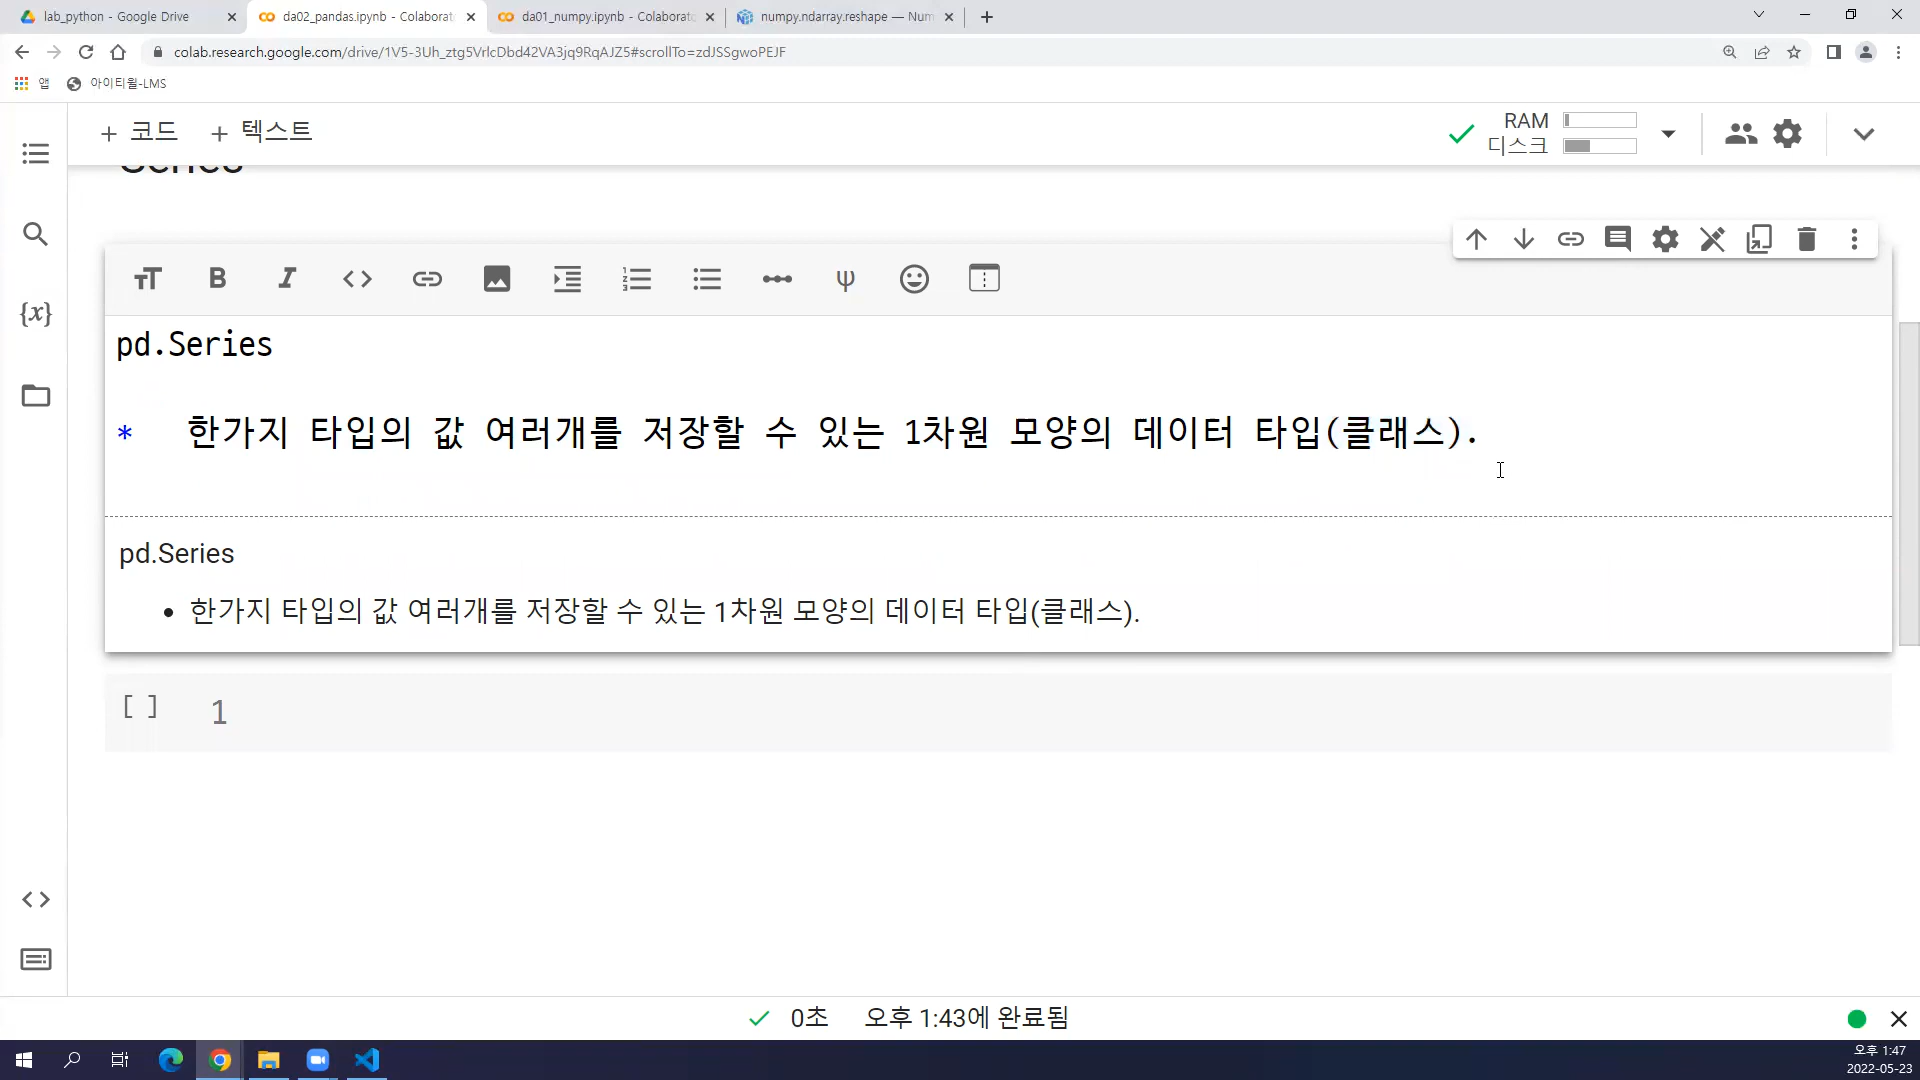 lab_python - Google Drive
da02_pandas.ipynb - Colaborat
da01_numpy.ipynb - Colaborato
numpy.ndarray.reshape — Num
colab.research.google.com/drive/1V5-3Uh_ztg5VrlcDbd42VA3jq9RqAJZ5#scrollTo=zdJSSgwoPEJF
앱
아이티윌-LMS
+ 코드
+ 텍스트
RAM
디스크
Series
pd.Series
* 한가지 타입의 값 여러개를 저장할 수 있는 1차원 모양의 데이터 타입(클래스).
pd.Series
• 한가지 타입의 값 여러개를 저장할 수 있는 1차원 모양의 데이터 타입(클래스).
[ ] 1
0초 오후 1:43에 완료됨
오후 1:47
2022-05-23